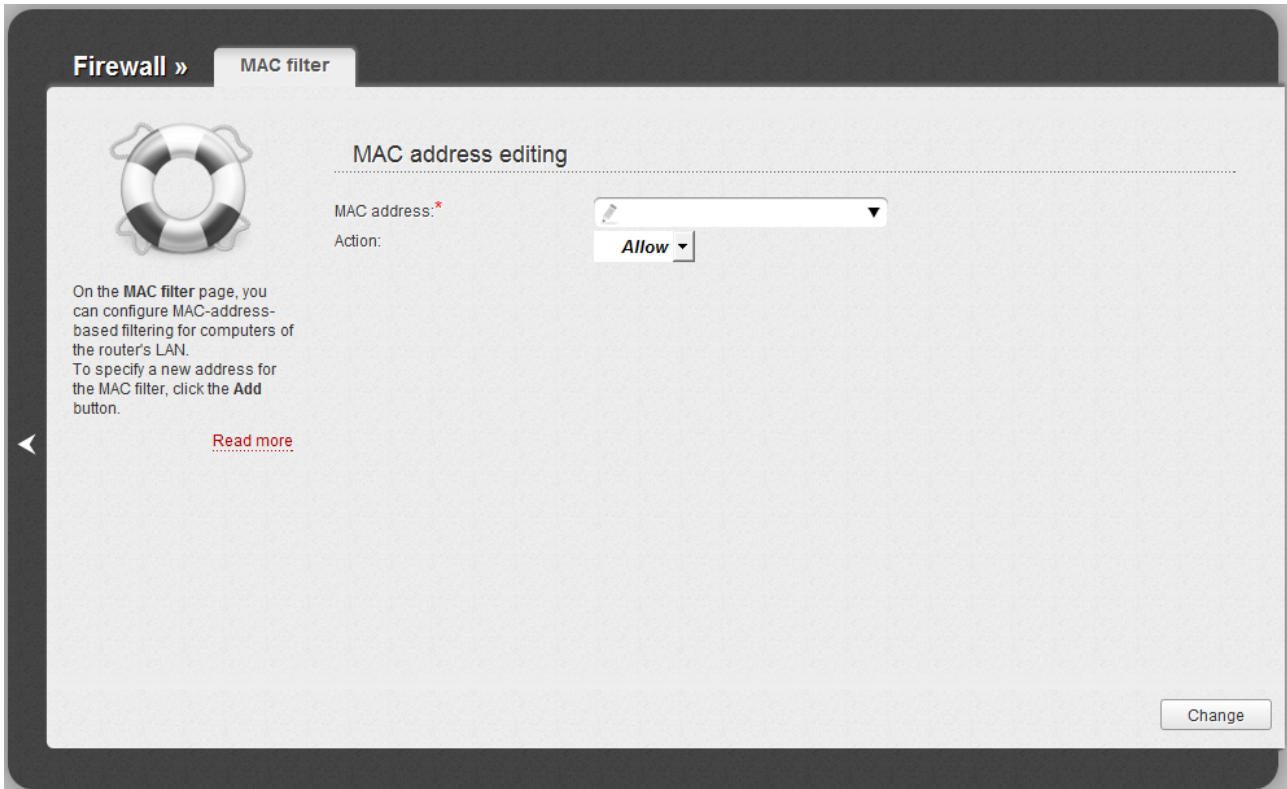 Firewall » MAC filter
On the MAC filter page, you
can configure MAC-address-
based filtering for computers of
the router's LAN.
To specify a new address for
the MAC filter, click the Add
button.
Read more
MAC address editing
MAC address:*
Action: Allow
Change